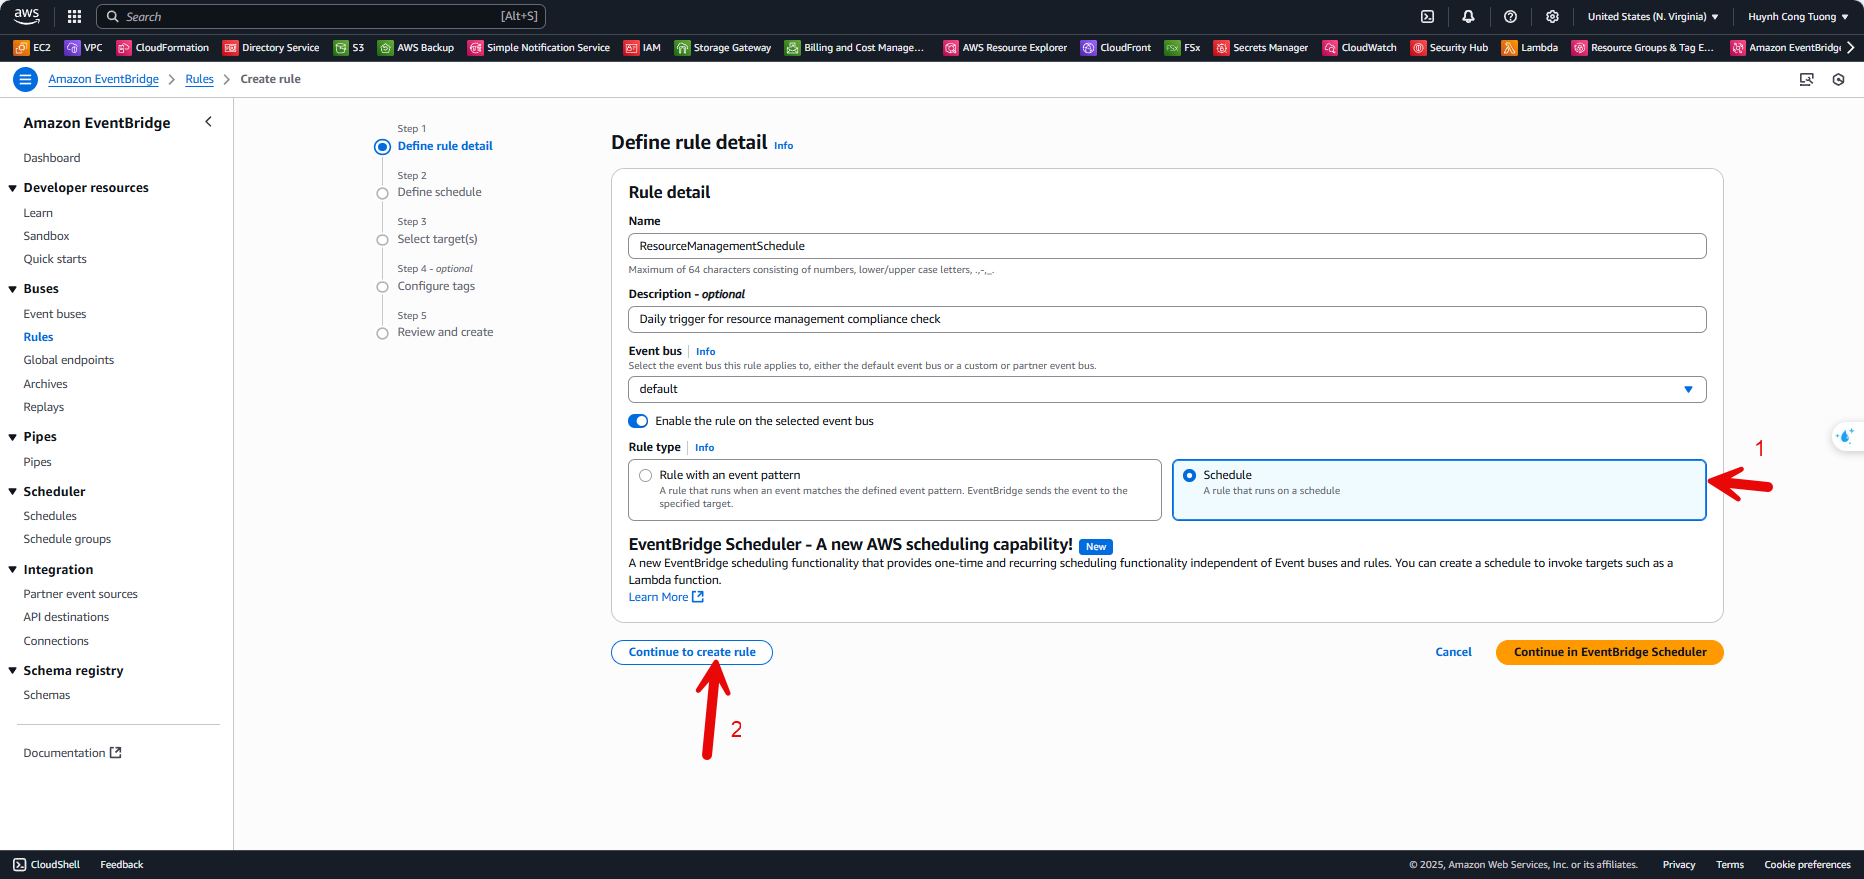 aws
Search
[Alt+S]
United States (N. Virginia)
Huynh Cong Tuong
EC2
VPC
CloudFormation
Directory Service
S3
AWS Backup
Simple Notification Service
IAM
Storage Gateway
Billing and Cost Manage...
AWS Resource Explorer
CloudFront
FSx
FSx
Secrets Manager
CloudWatch
Security Hub
Lambda
Resource Groups & Tag E...
Amazon EventBridge
Amazon EventBridge
Rules
Create rule
Amazon EventBridge
Dashboard
Developer resources
Learn
Sandbox
Quick starts
Buses
Event buses
Rules
Global endpoints
Archives
Replays
Pipes
Pipes
Scheduler
Schedules
Schedule groups
Integration
Partner event sources
API destinations
Connections
Schema registry
Schemas
Documentation
Step 1
Define rule detail
Step 2
Define schedule
Step 3
Select target(s)
Step 4 - optional
Configure tags
Step 5
Review and create
Define rule detail Info
Rule detail
Name
ResourceManagementSchedule
Maximum of 64 characters consisting of numbers, lower/upper case letters, .,-,_.
Description - optional
Daily trigger for resource management compliance check
Event bus Info
Select the event bus this rule applies to, either the default event bus or a custom or partner event bus.
default
Enable the rule on the selected event bus
Rule type Info
Rule with an event pattern
A rule that runs when an event matches the defined event pattern. EventBridge sends the event to the
specified target.
Schedule
A rule that runs on a schedule
1
EventBridge Scheduler - A new AWS scheduling capability! New
A new EventBridge scheduling functionality that provides one-time and recurring scheduling functionality independent of Event buses and rules. You can create a schedule to invoke targets such as a
Lambda function.
Learn More
Continue to create rule
Cancel
Continue in EventBridge Scheduler
2
CloudShell
Feedback
© 2025, Amazon Web Services, Inc. or its affiliates.
Privacy
Terms
Cookie preferences